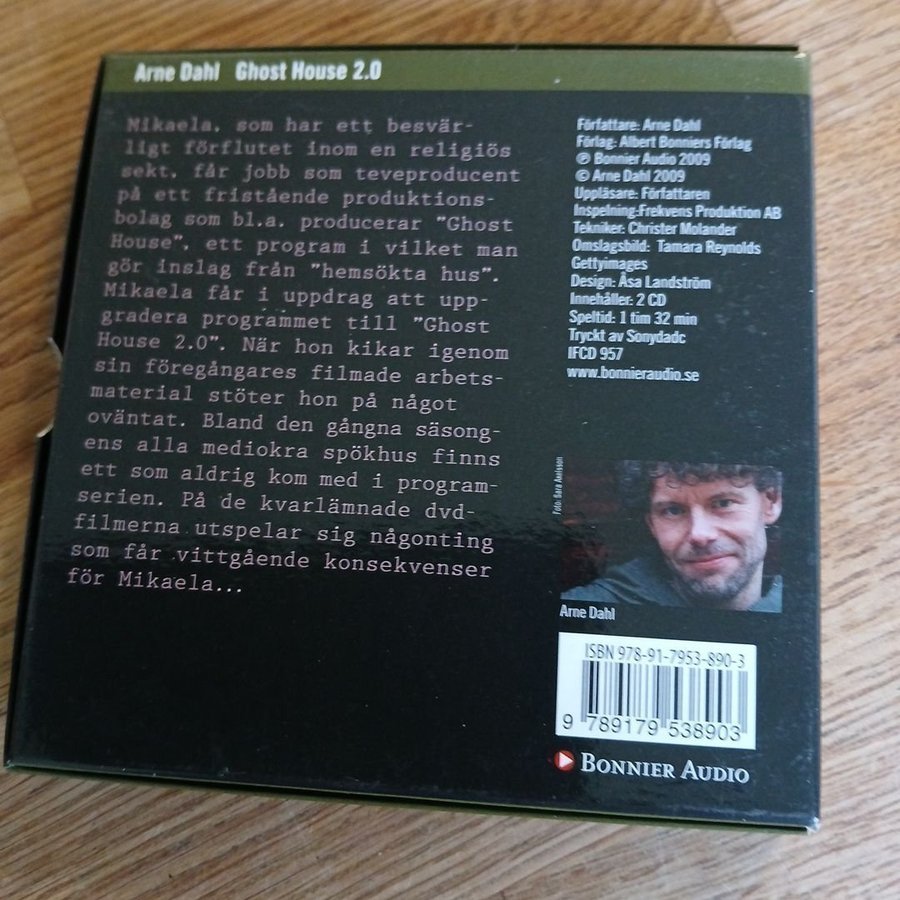 Arne Dahl Ghost House 2.0
Mikaela, som har ett besvär-
ligt förflutet inom en religiös
sekt, får jobb som teveproducent
på ett fristående produktions-
bolag som bl.a. producerar "Ghost
House", ett program i vilket man
gör inslag från "hemsökta hus".
Mikaela får i uppdrag att upp-
gradera programmet till "Ghost
House 2.0". När hon kikar igenom
sin föregångares filmade arbets-
material stöter hon på något
oväntat. Bland den gångna säsong-
ens alla mediokra spökhus finns
ett som aldrig kom med i program-
serien. På de kvarlämnade dvd-
filmerna utspelar sig någonting
som får vittgående konsekvenser
för Mikaela...
Författare: Arne Dahl
Förlag: Albert Bonniers Förlag
℗ Bonnier Audio 2009
© Arne Dahl 2009
Uppläsare: Författaren
Inspelning:Frekvens Produktion AB
Tekniker: Christer Molander
Omslagsbild: Tamara Reynolds
Gettyimages
Design: Åsa Landström
Innehåller: 2 CD
Speltid: 1 tim 32 min
Tryckt av Sonydadc
IFCD 957
www.bonnieraudio.se
Foto: Sara Arnisson
Arne Dahl
ISBN 978-91-7953-890-3
9 789179 538903
BONNIER AUDIO